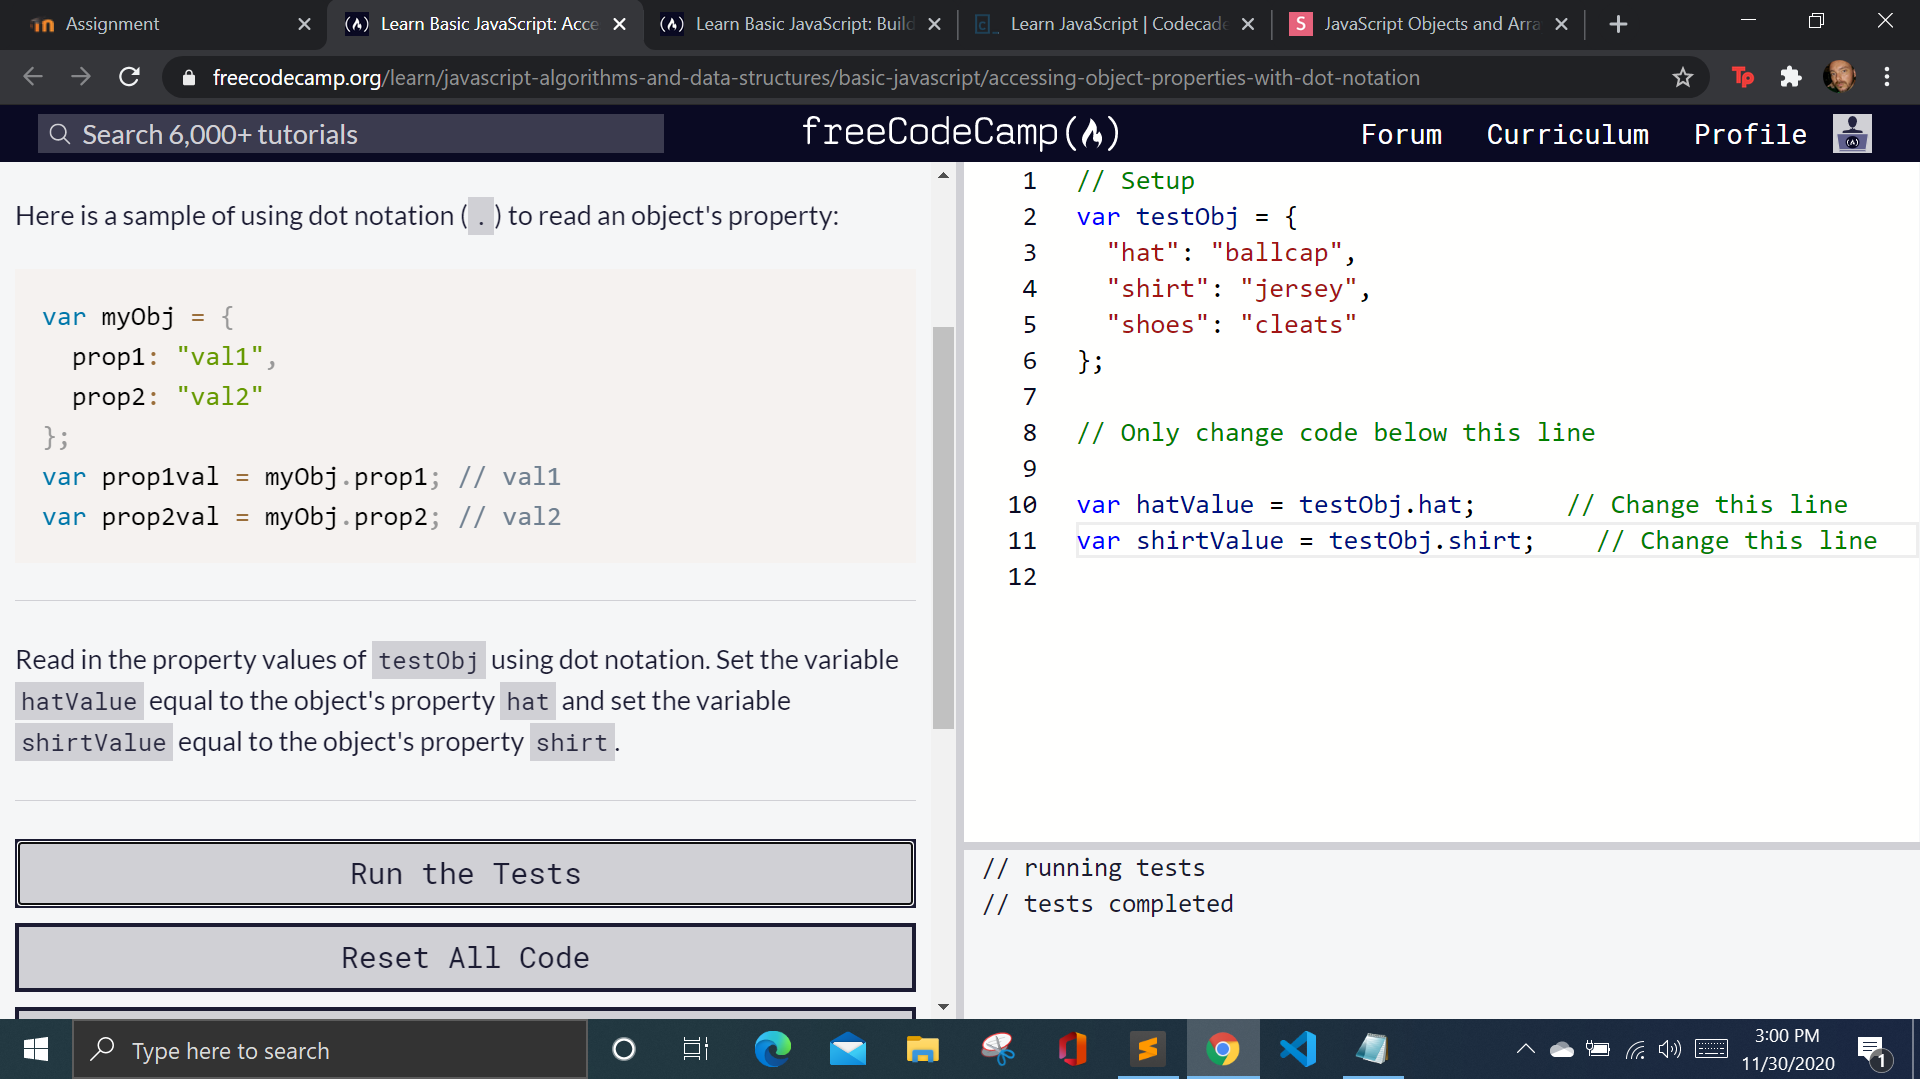 Assignment
Learn Basic JavaScript: Acce
Learn Basic JavaScript: Build
Learn JavaScript | Codecade
S
JavaScript Objects and Arra
freecodecamp.org/learn/javascript-algorithms-and-data-structures/basic-javascript/accessing-object-properties-with-dot-notation
Search 6,000+ tutorials
freeCodeCamp
Forum
Curriculum
Profile
Here is a sample of using dot notation ( . ) to read an object's property:
var myObj = {
prop1: "val1",
prop2: "val2"
};
var prop1val = myObj.prop1; // val1
var prop2val = myObj.prop2; // val2
Read in the property values of testObj using dot notation. Set the variable
hatValue equal to the object's property hat and set the variable
shirtValue equal to the object's property shirt.
Run the Tests
Reset All Code
1 // Setup
2 var testObj = {
3 "hat": "ballcap",
4 "shirt": "jersey",
5 "shoes": "cleats"
6 };
7
8 // Only change code below this line
9
10 var hatValue = testObj.hat; // Change this line
11 var shirtValue = testObj.shirt; // Change this line
12
// running tests
// tests completed
Type here to search
3:00 PM
11/30/2020
1